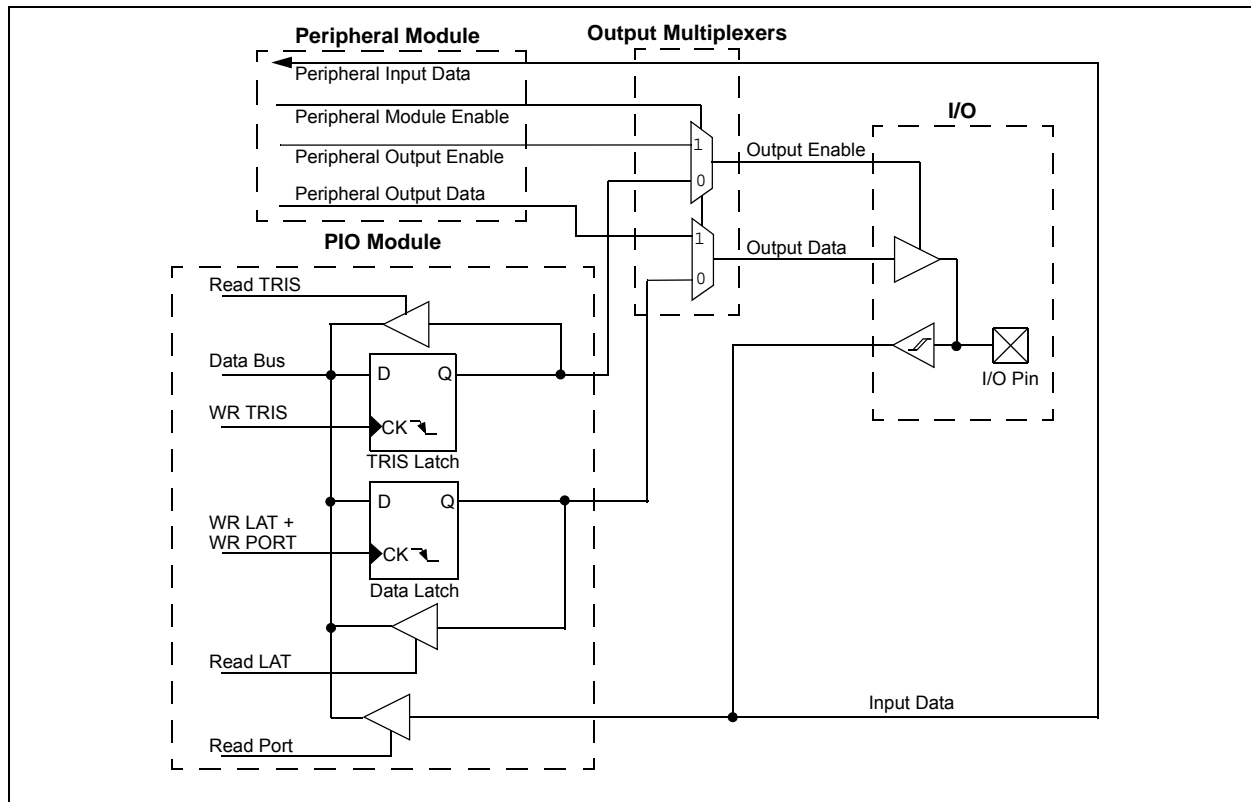 Peripheral Module
Output Multiplexers
Peripheral Input Data
Peripheral Module Enable
I/O
1
Peripheral Output Enable
Output Enable
0
Peripheral Output Data
PIO Module
1
Output Data
0
Read TRIS
Data Bus
D Q
I/O Pin
WR TRIS
CK
TRIS Latch
D Q
WR LAT +
WR PORT
CK
Data Latch
Read LAT
Input Data
Read Port